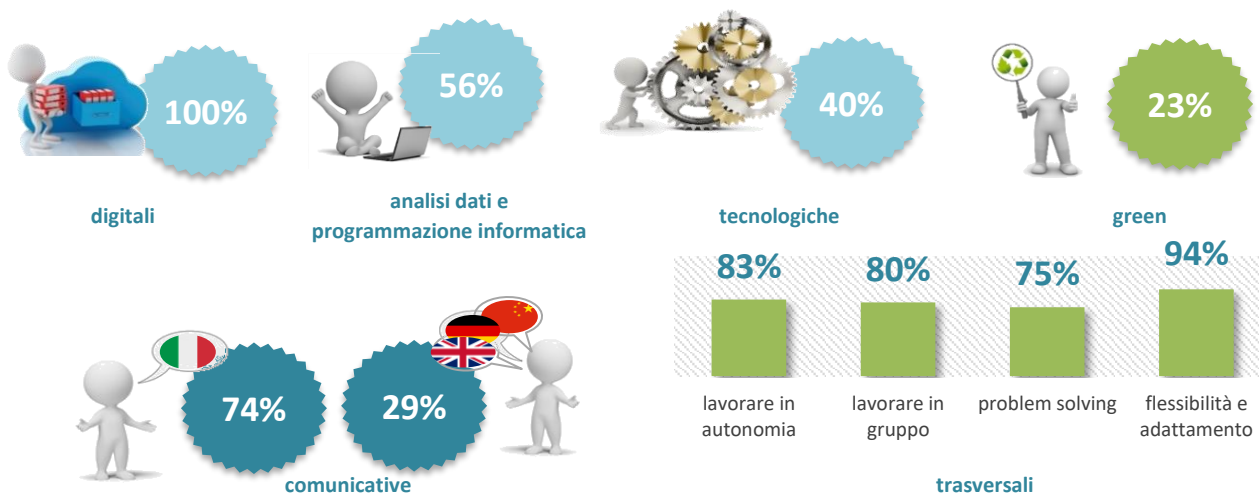 100%
56%
40%
23%
digitali
analisi dati e
programmazione informatica
tecnologiche
green
74%
29%
comunicative
83%
80%
75%
94%
lavorare in
autonomia
lavorare in
gruppo
problem solving
flessibilità e
adattamento
trasversali